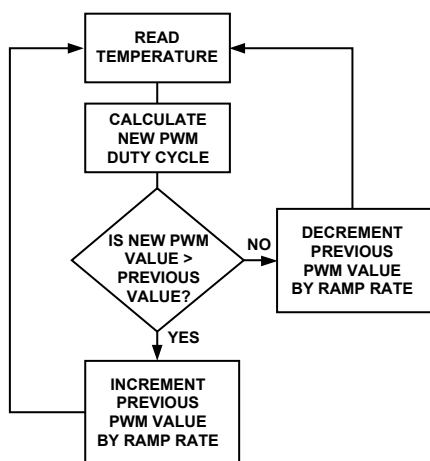 READ
TEMPERATURE
CALCULATE
NEW PWM
DUTY CYCLE
IS NEW PWM
VALUE >
PREVIOUS
VALUE?
NO
DECREMENT
PREVIOUS
PWM VALUE
BY RAMP RATE
YES
INCREMENT
PREVIOUS
PWM VALUE
BY RAMP RATE